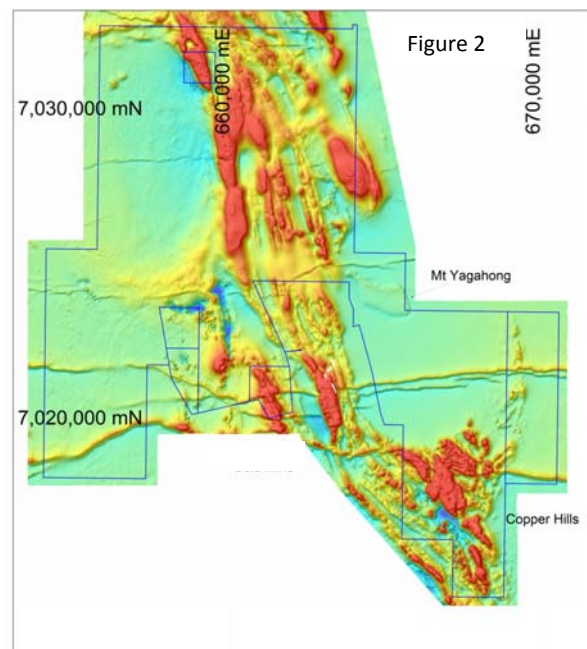 Figure 2
660,000 mE
670,000 mE
7,030,000 mN
Mt Yagahong
7,020,000 mN
Copper Hills